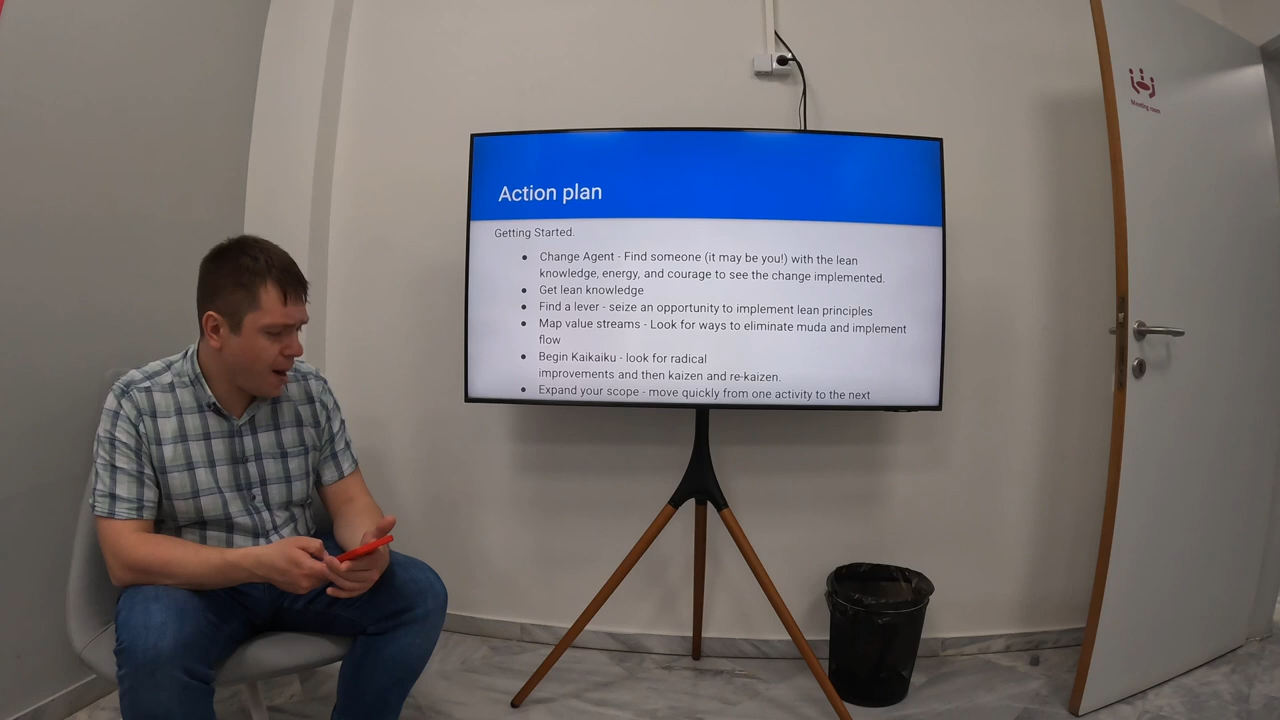 Meeting room
Action plan
Getting Started.
● Change Agent - Find someone (it may be you!) with the lean
knowledge, energy, and courage to see the change implemented.
● Get lean knowledge
● Find a lever - seize an opportunity to implement lean principles
● Map value streams - Look for ways to eliminate muda and implement
flow
● Begin Kaikaiku - look for radical
improvements and then kaizen and re-kaizen.
● Expand your scope - move quickly from one activity to the next